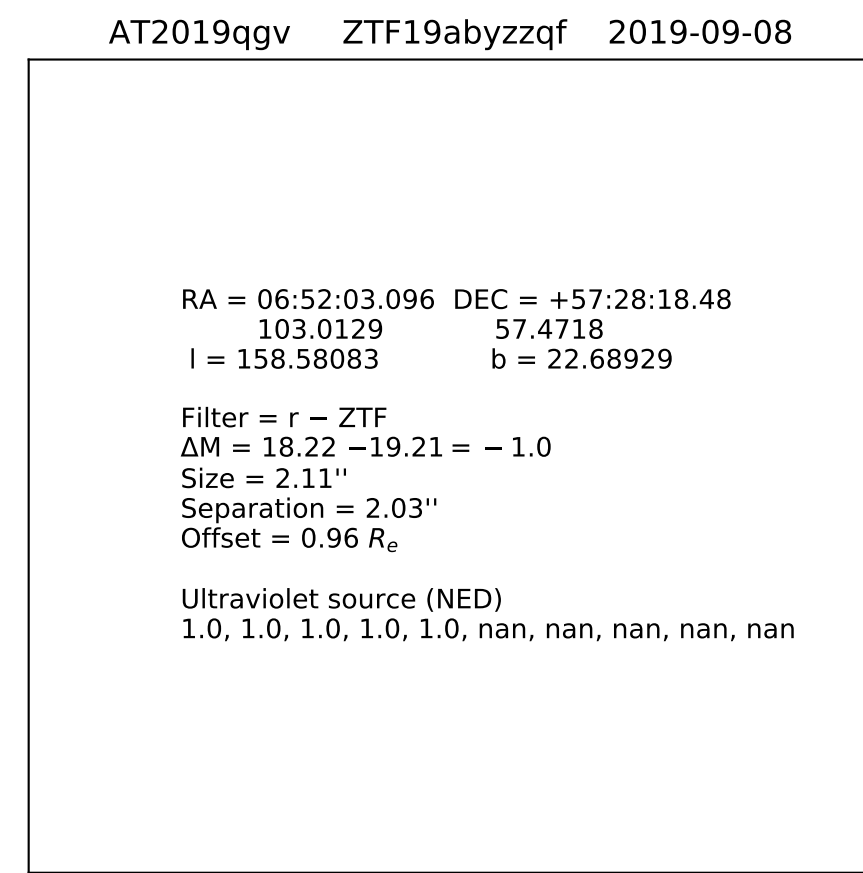 AT2019qgv ZTF19abyzzqf 2019-09-08
RA = 06:52:03.096 DEC = +57:28:18.48
103.0129 57.4718
l = 158.58083 b = 22.68929
Filter = r − ZTF
ΔM = 18.22 −19.21 = − 1.0
Size = 2.11''
Separation = 2.03''
Offset = 0.96 Rₑ
Ultraviolet source (NED)
1.0, 1.0, 1.0, 1.0, 1.0, nan, nan, nan, nan, nan